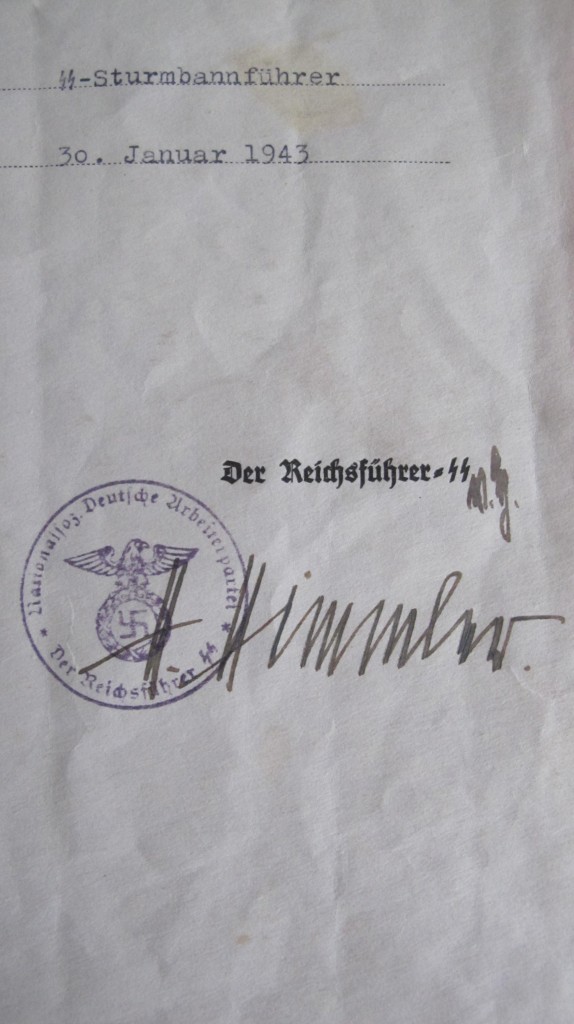 ᛋᛋ-Sturmbannführer
30. Januar 1943
Der Reichsführer-ᛋᛋ
Nationalsoz. Deutsche Arbeiterpartei
* Der Reichsführer ᛋᛋ *
H. Himmler.